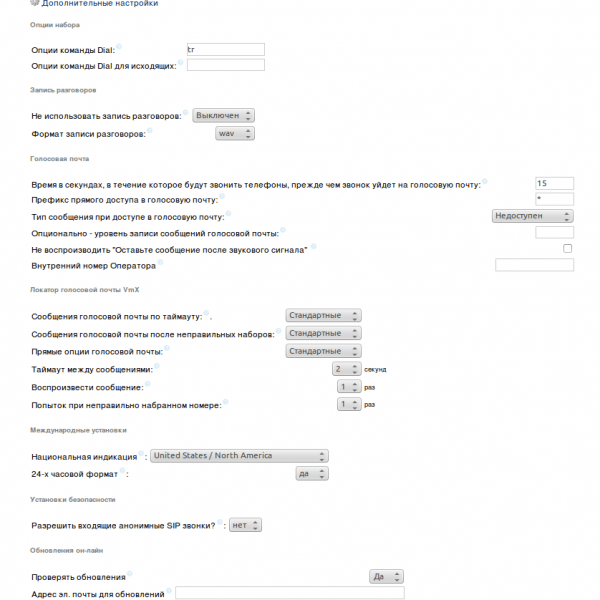 Дополнительные настройки
Опции набора
Опции команды Dial: tr
Опции команды Dial для исходящих:
Запись разговоров
Не использовать запись разговоров: Выключен
Формат записи разговоров: wav
Голосовая почта
Время в секундах, в течение которое будут звонить телефоны, прежде чем звонок уйдет на голосовую почту: 15
Префикс прямого доступа в голосовую почту: *
Тип сообщения при доступе в голосовую почту: Недоступен
Опционально - уровень записи сообщений голосовой почты:
Не воспроизводить "Оставьте сообщение после звукового сигнала"
Внутренний номер Оператора
Локатор голосовой почты VmX
Сообщения голосовой почты по таймауту: . Стандартные
Сообщения голосовой почты после неправильных наборов: Стандартные
Прямые опции голосовой почты: Стандартные
Таймаут между сообщениями: 2 секунд
Воспроизвести сообщение: 1 раз
Попыток при неправильно набранном номере: 1 раз
Международные установки
Национальная индикация : United States / North America
24-х часовой формат : да
Установки безопасности
Разрешить входящие анонимные SIP звонки? : нет
Обновления он-лайн
Проверять обновления Да
Адрес эл. почты для обновлений